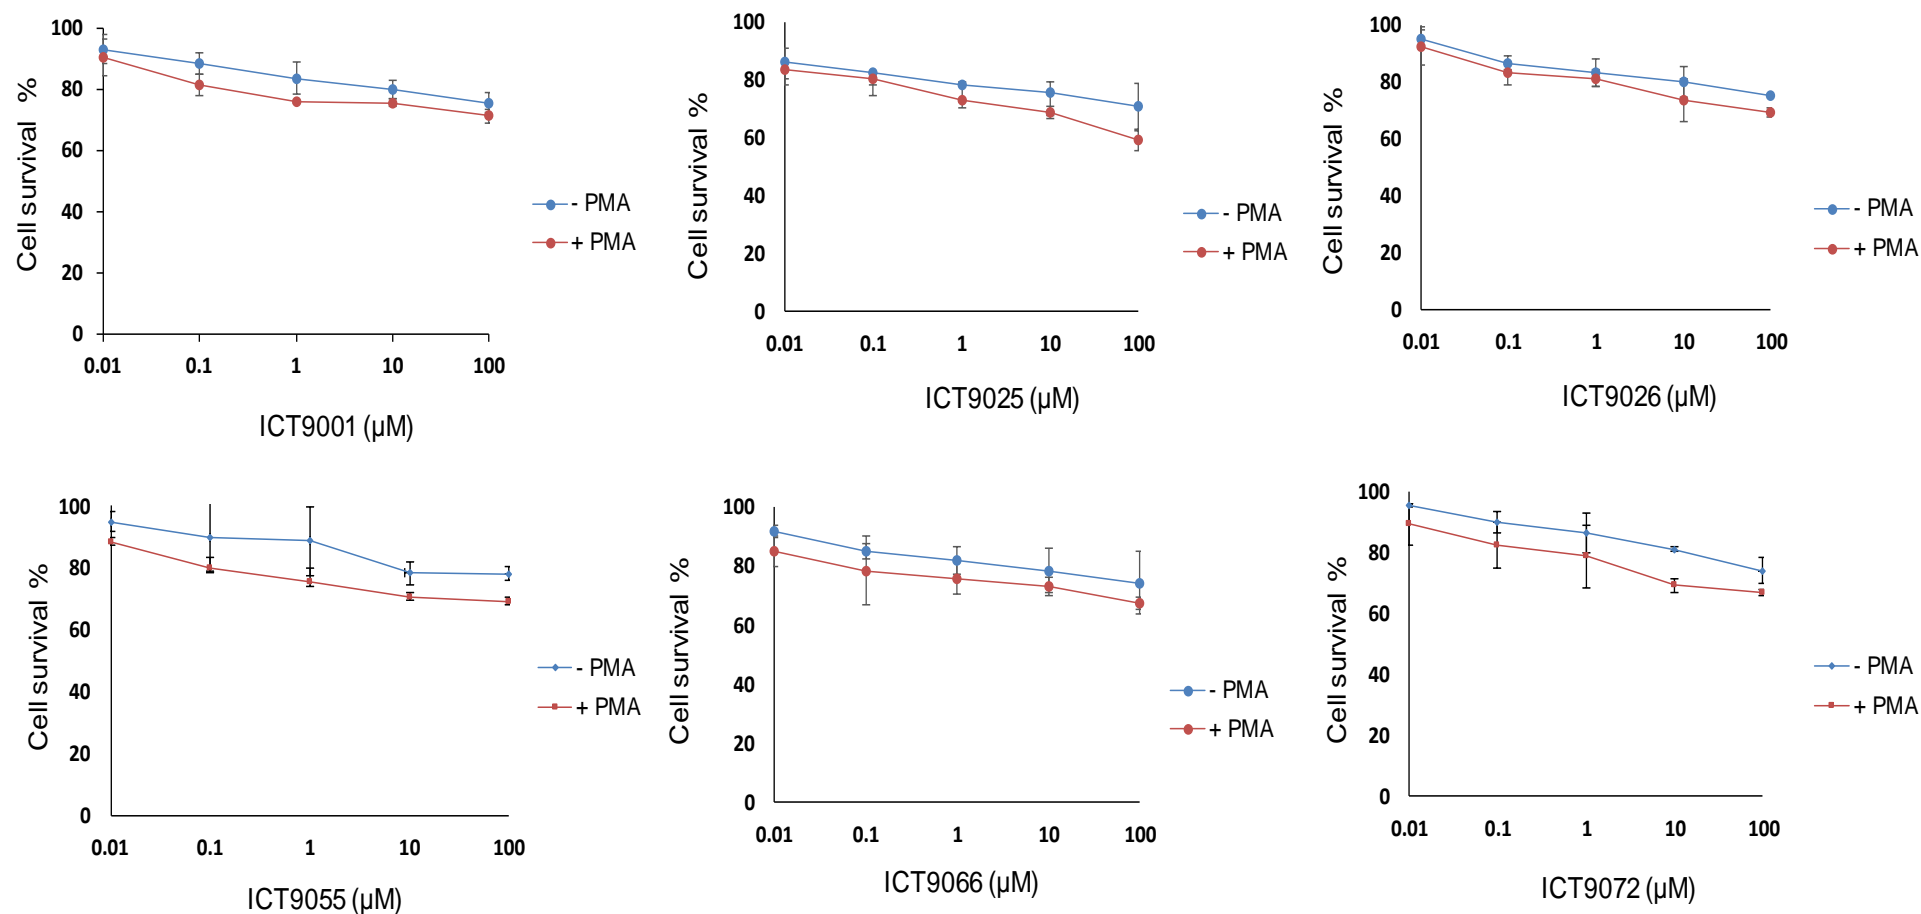 100
80
60
40
20
0
Cell survival %
0.01 0.1 1 10 100
ICT9001 (µM)
- PMA
+ PMA
100
80
60
40
20
0
Cell survival %
0.01 0.1 1 10 100
ICT9025 (µM)
- PMA
+ PMA
100
80
60
40
20
0
Cell survival %
0.01 0.1 1 10 100
ICT9026 (µM)
- PMA
+ PMA
100
80
60
40
20
0
Cell survival %
0.01 0.1 1 10 100
ICT9055 (µM)
- PMA
+ PMA
100
80
60
40
20
0
Cell survival %
0.01 0.1 1 10 100
ICT9066 (µM)
- PMA
+ PMA
100
80
60
40
20
0
Cell survival %
0.01 0.1 1 10 100
ICT9072 (µM)
- PMA
+ PMA